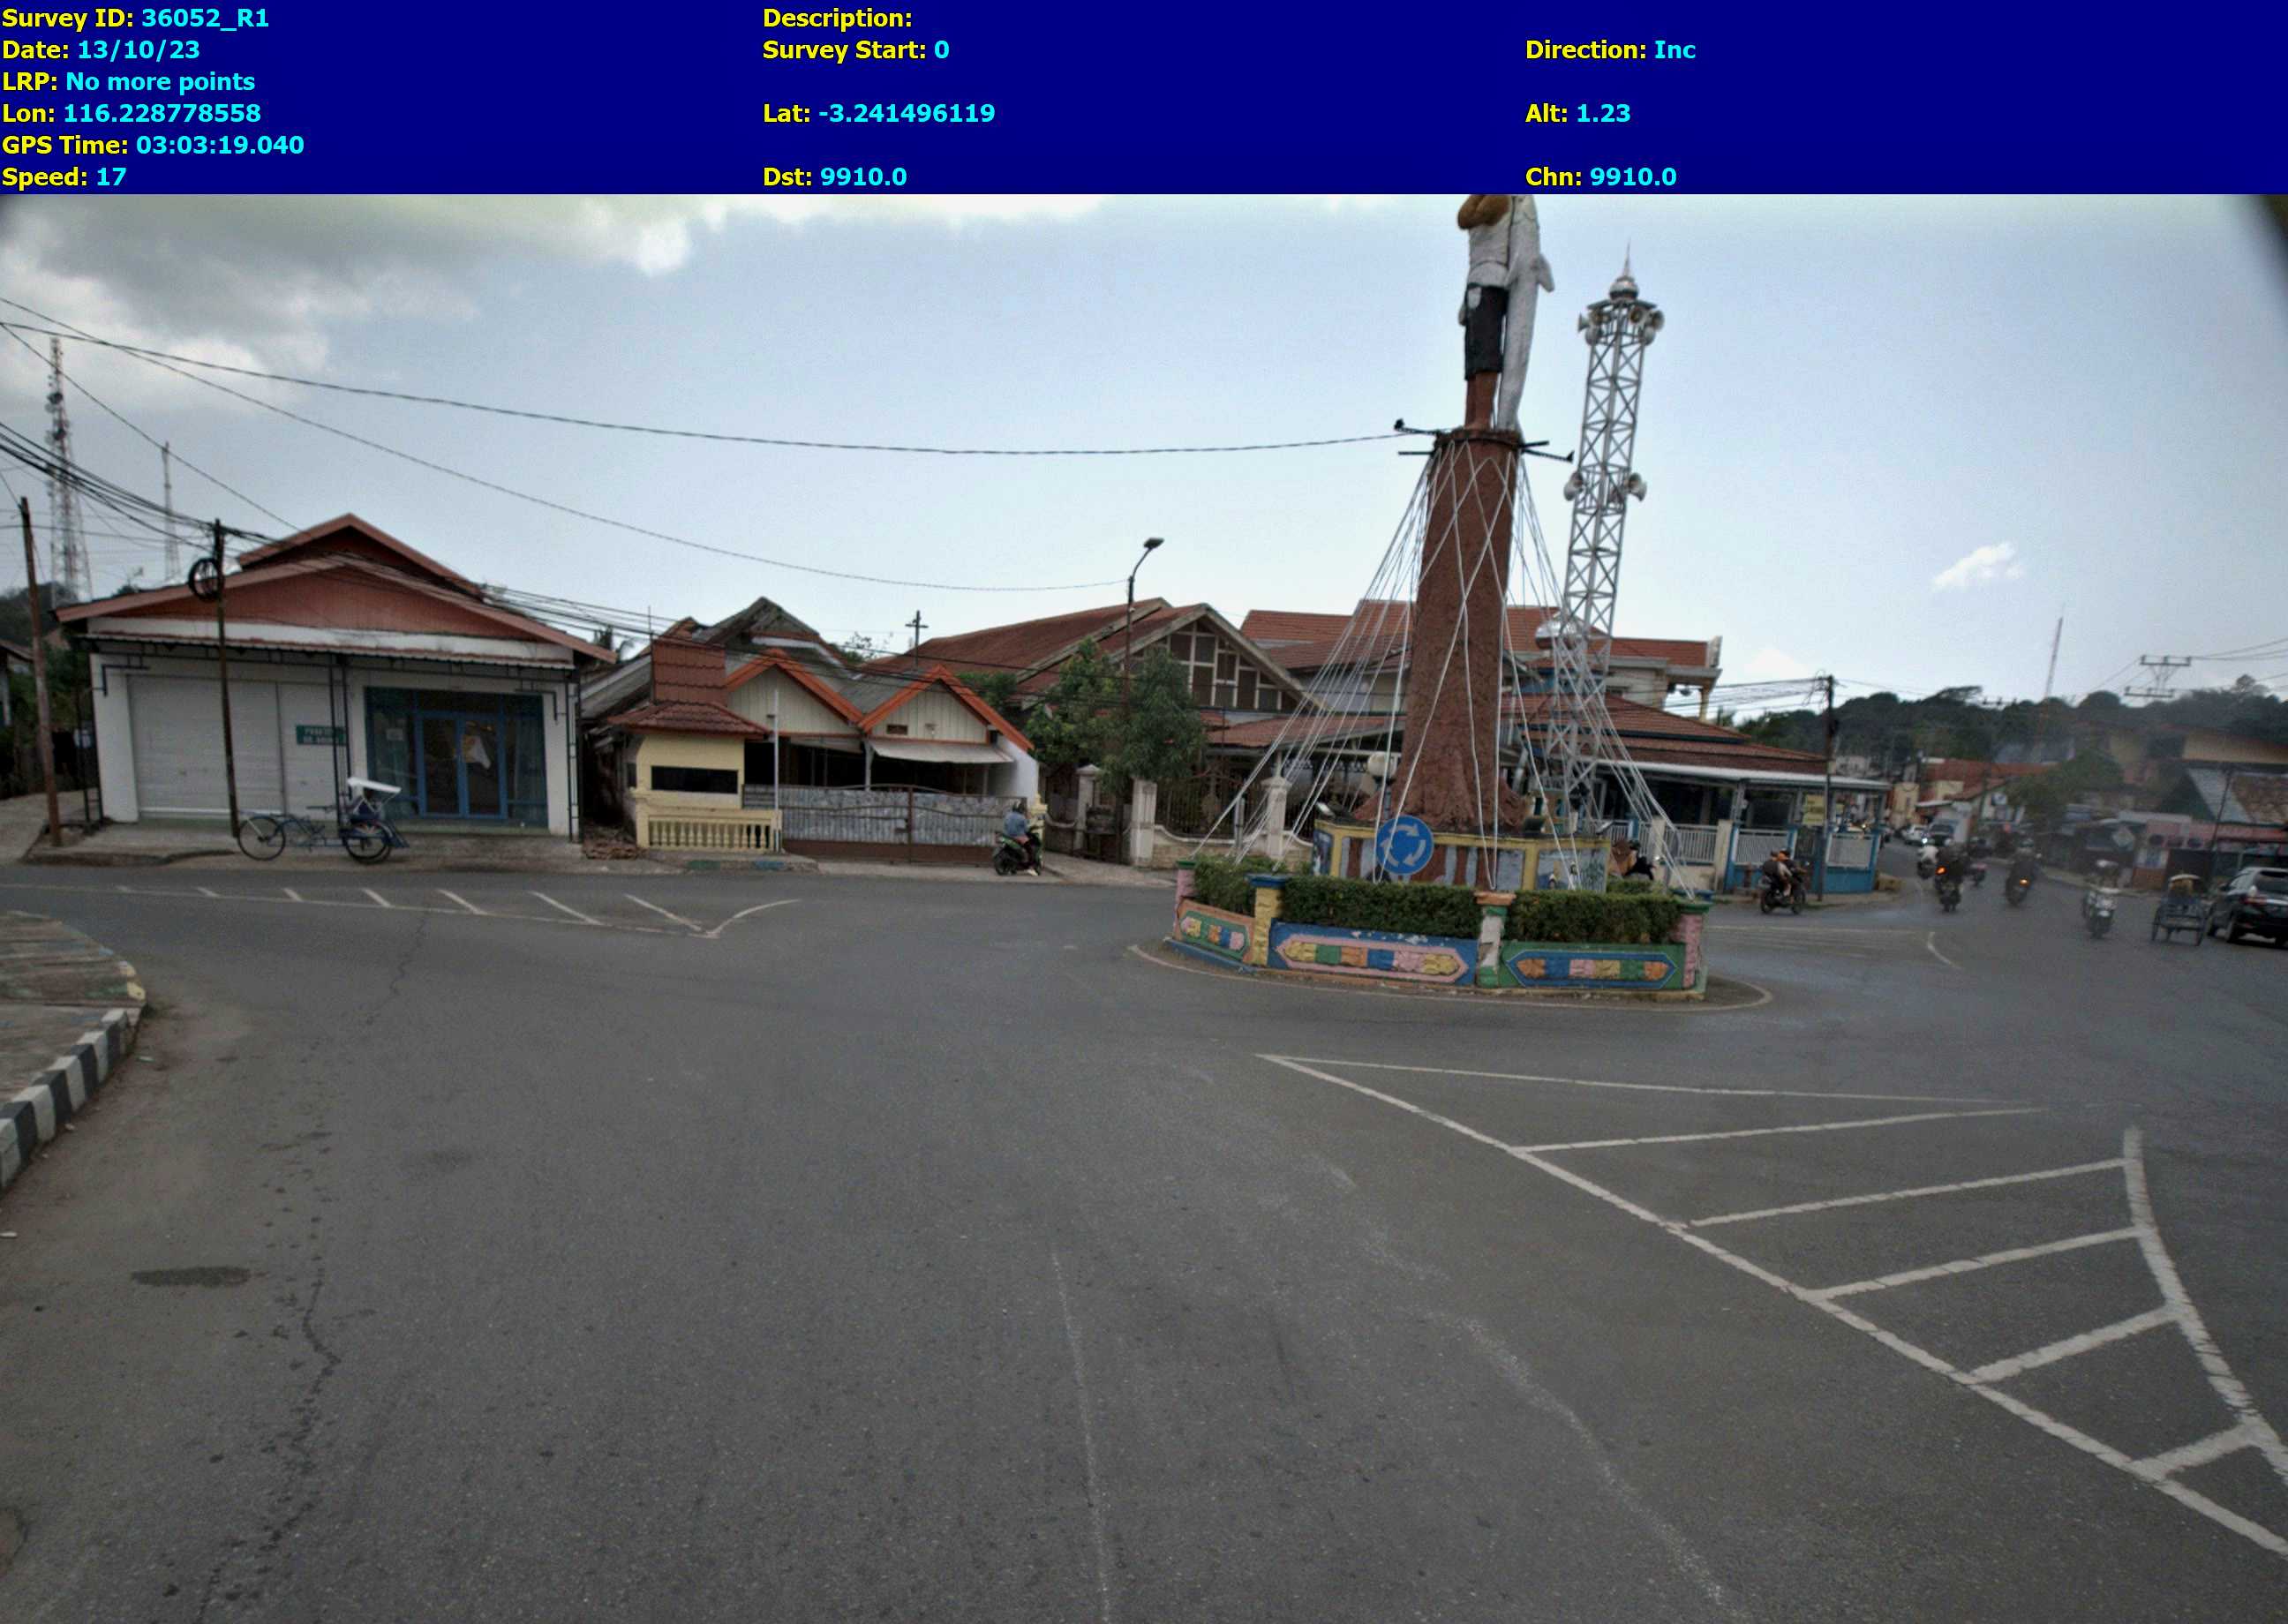 Survey ID: 36052_R1
Description:
Date: 13/10/23
Survey Start: 0
Direction: Inc
LRP: No more points
Lon: 116.228778558
Lat: -3.241496119
Alt: 1.23
GPS Time: 03:03:19.040
Speed: 17
Dst: 9910.0
Chn: 9910.0